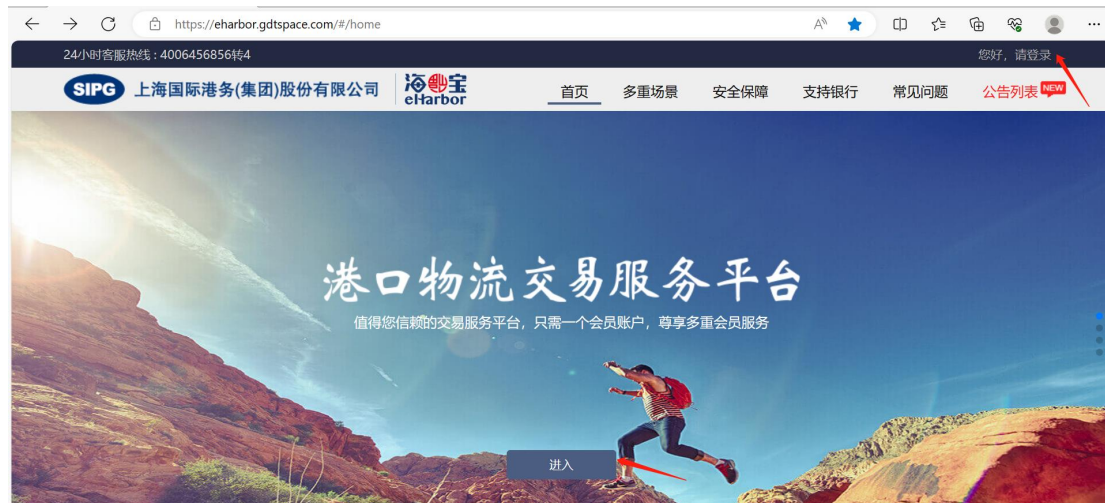 https://eharbor.gdtspace.com/#/home
24小时客服热线：4006456856转4
您好，请登录
SIPG 上海国际港务(集团)股份有限公司 海勤宝 eHarbor
首页 多重场景 安全保障 支持银行 常见问题 公告列表 NEW
港口物流交易服务平台
值得您信赖的交易服务平台，只需一个会员账户，尊享多重会员服务
进入